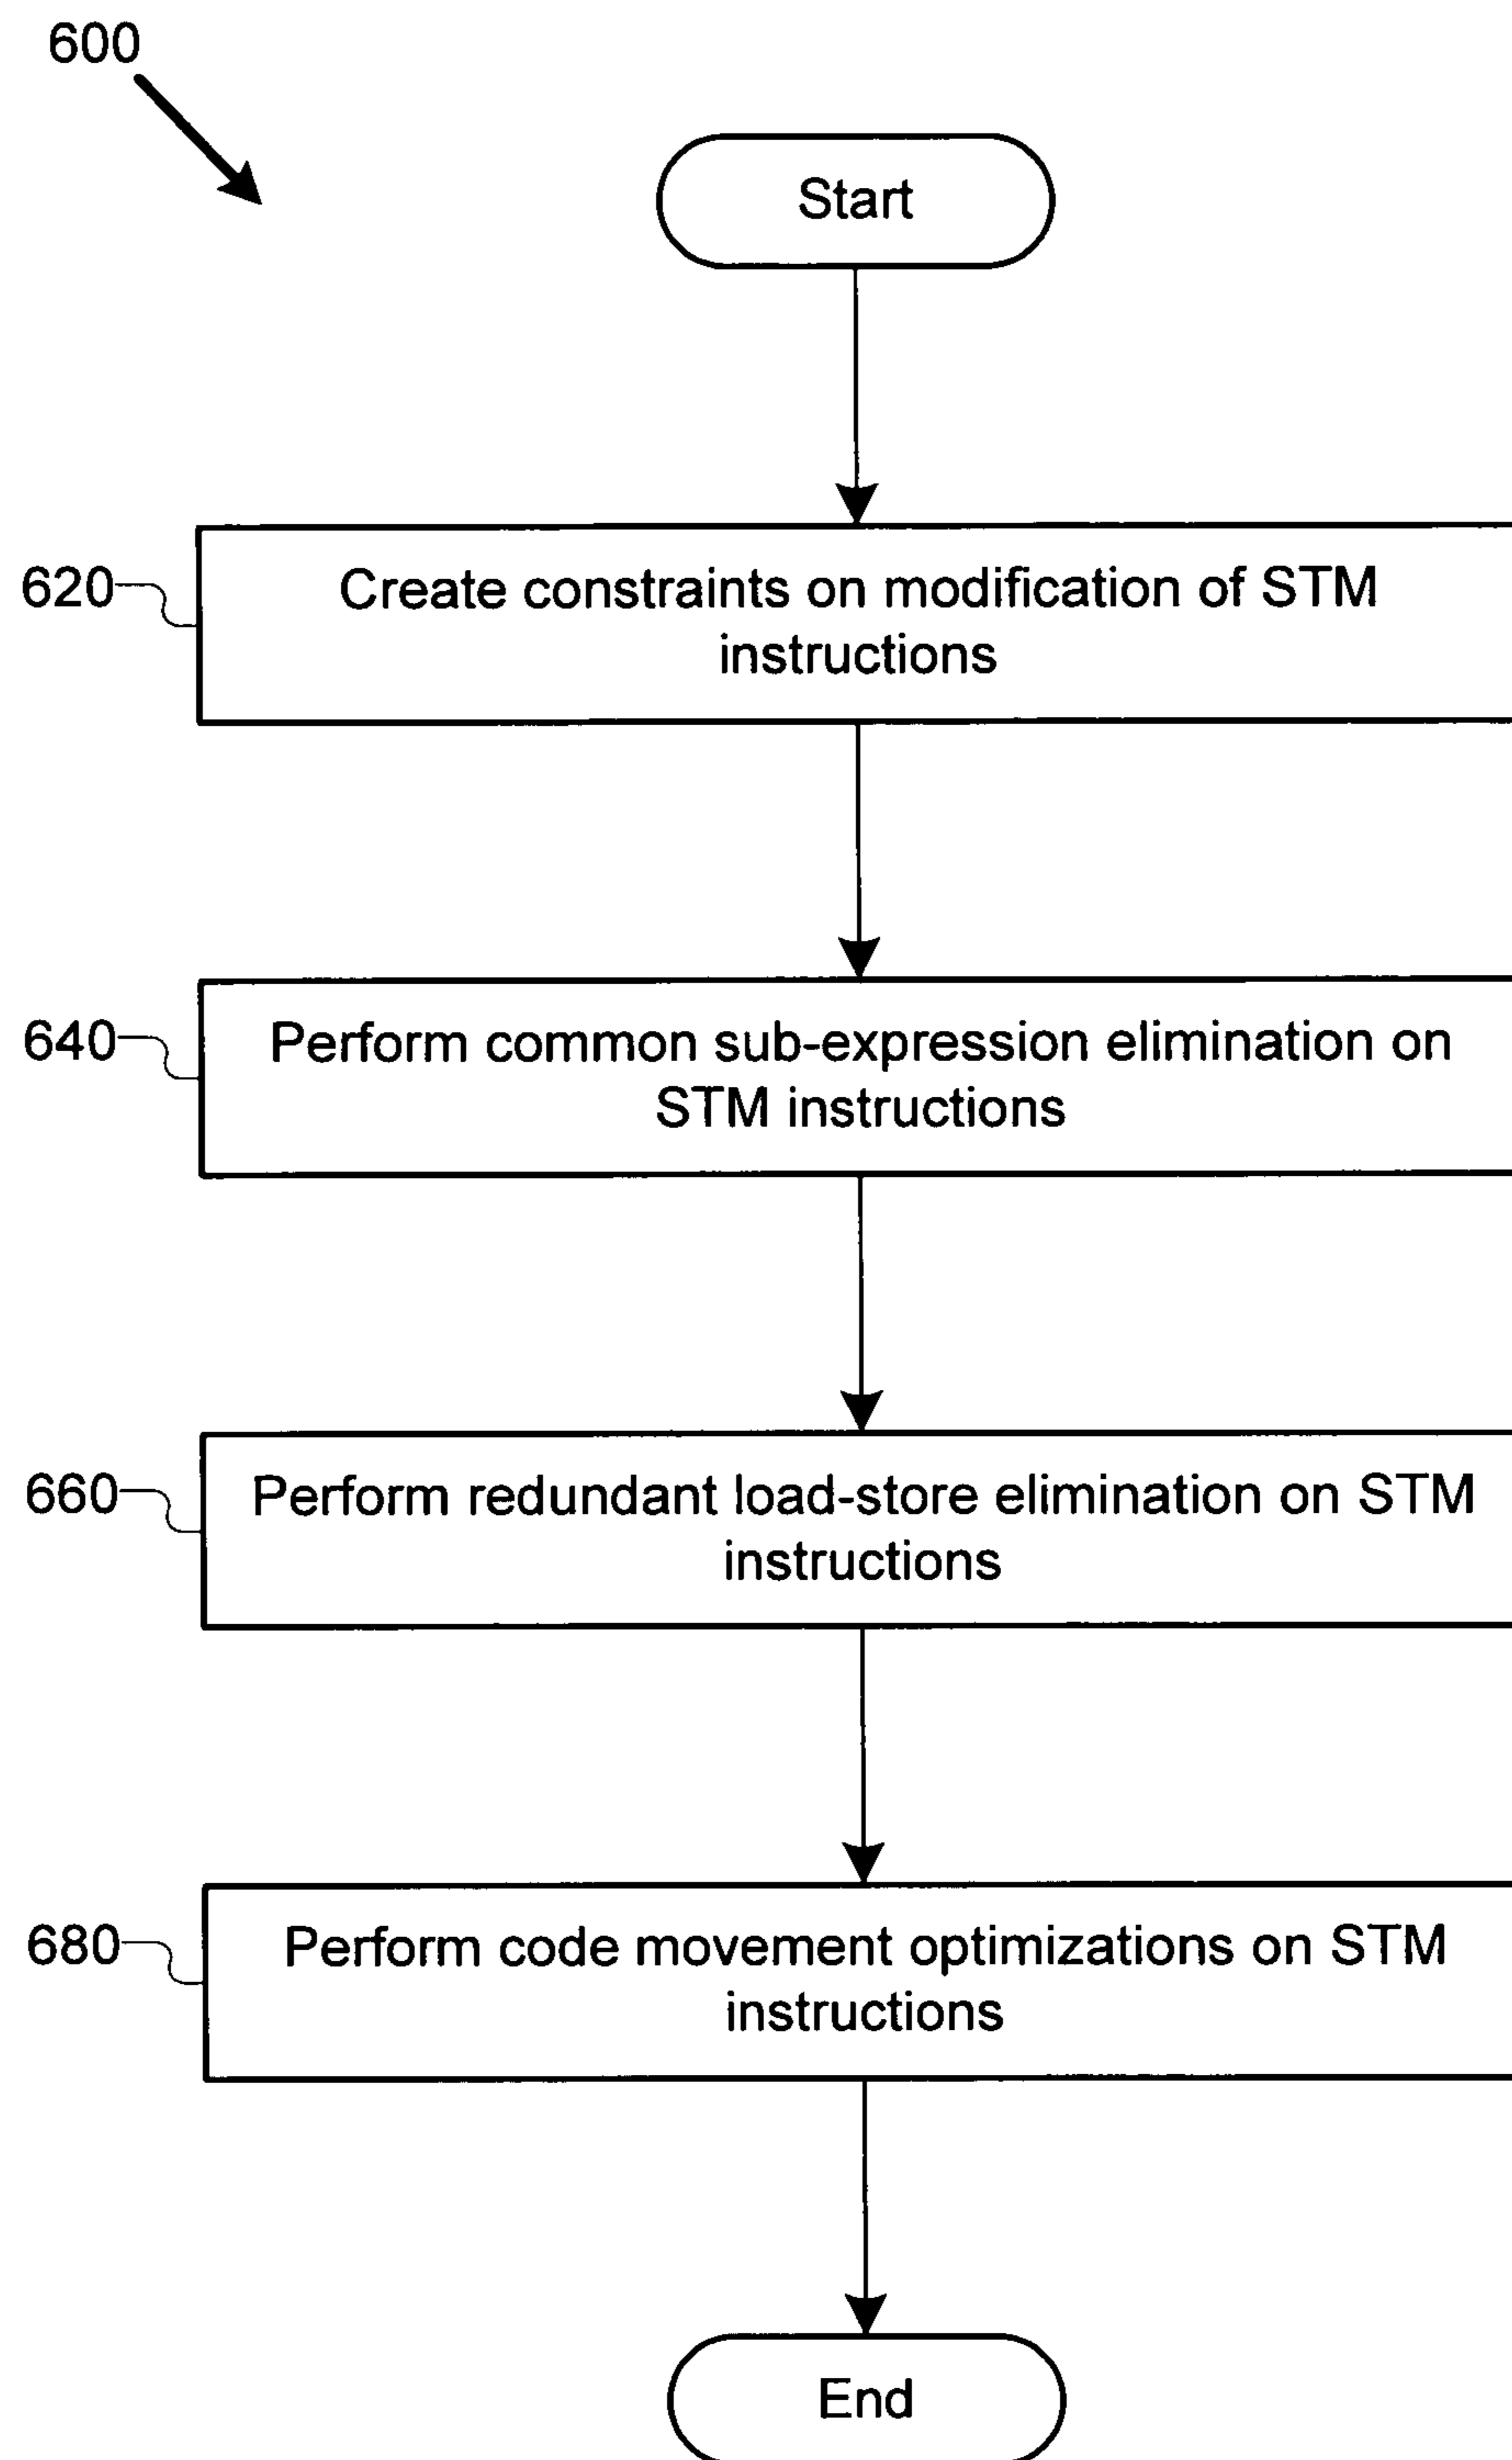 600
Start
620
Create constraints on modification of STM
instructions
640
Perform common sub-expression elimination on
STM instructions
660
Perform redundant load-store elimination on STM
instructions
680
Perform code movement optimizations on STM
instructions
End